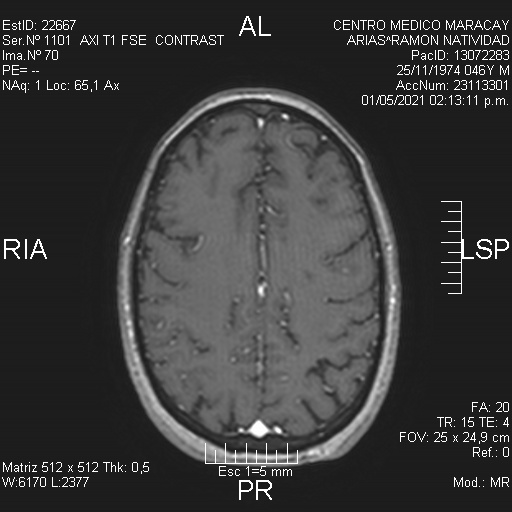 EstID: 22667
Ser.Nº 1101 AXI T1 FSE CONTRAST
Ima.Nº 70
PE= --
NAq: 1 Loc: 65,1 Ax
AL
CENTRO MEDICO MARACAY
ARIAS^RAMON NATIVIDAD
PacID: 13072283
25/11/1974 046Y M
AccNum: 23113301
01/05/2021 02:13:11 p.m.
RIA
LSP
FA: 20
TR: 15 TE: 4
FOV: 25 x 24,9 cm
Ref.: 0
Matriz 512 x 512 Thk: 0,5
W:6170 L:2377
Esc 1=5 mm
PR
Mod.: MR